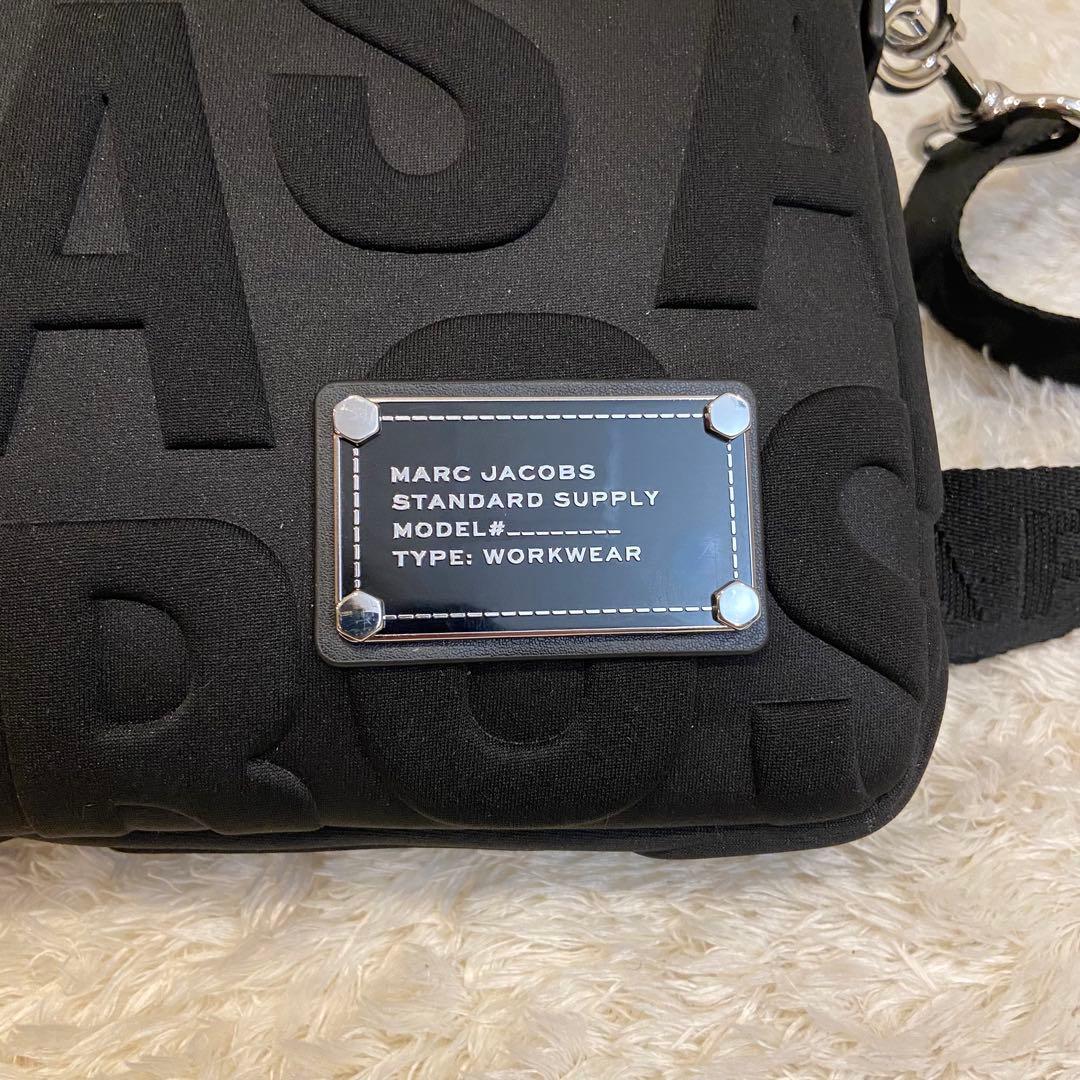 MARC JACOBS
STANDARD SUPPLY
MODEL#________
TYPE: WORKWEAR